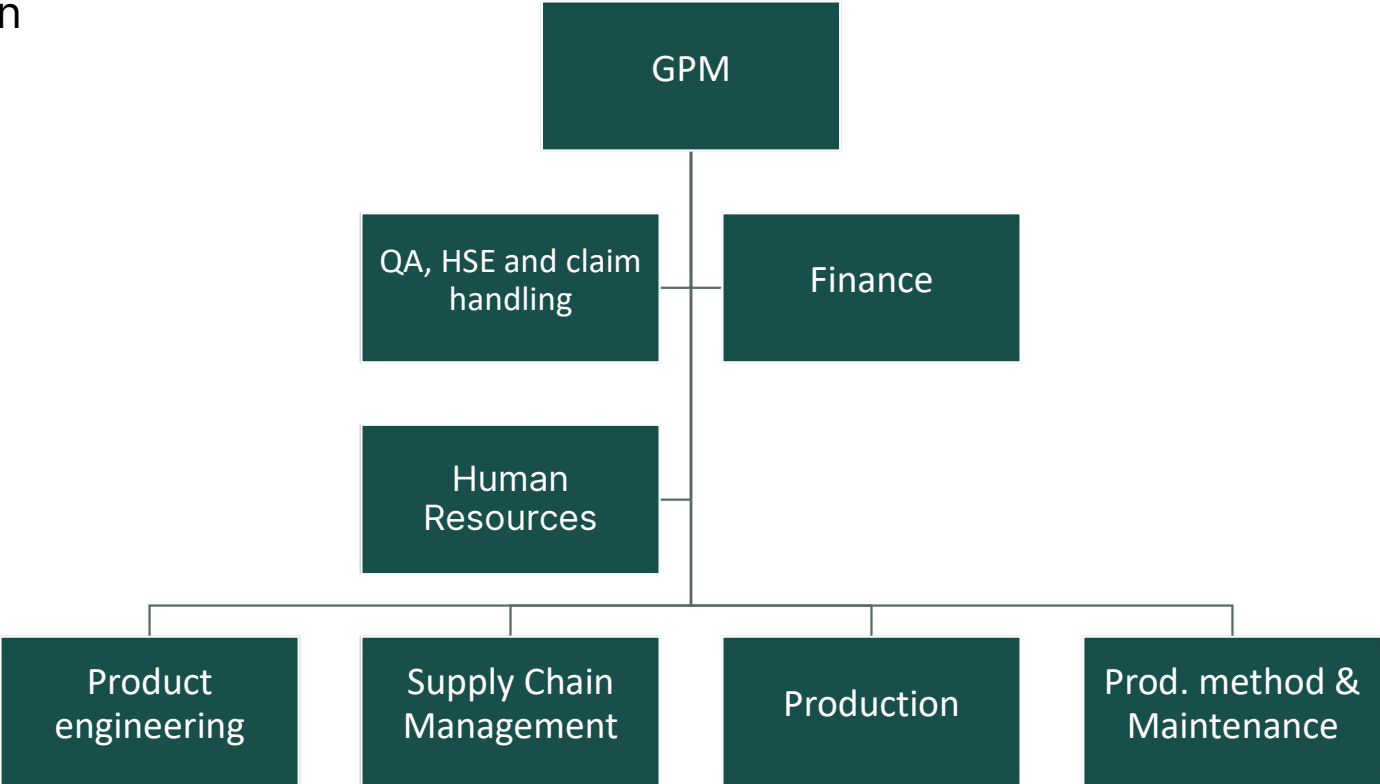 n
GPM
QA, HSE and claim
handling
Finance
Human
Resources
Product
engineering
Supply Chain
Management
Production
Prod. method &
Maintenance